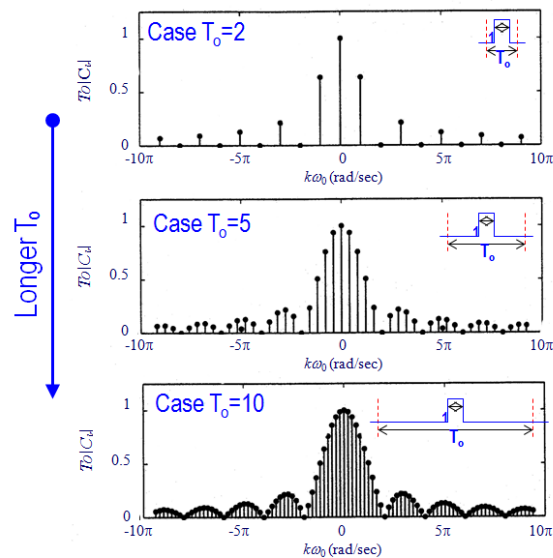 Longer Tₒ
Case Tₒ=2
1
0.5
0
To|Cₖ|
-10π -5π 0 5π 10π
kω₀ (rad/sec)
1
Tₒ
Case Tₒ=5
1
0.5
0
To|Cₖ|
-10π -5π 0 5π 10π
kω₀ (rad/sec)
1
Tₒ
Case Tₒ=10
1
0.5
0
To|Cₖ|
-10π -5π 0 5π 10π
kω₀ (rad/sec)
1
Tₒ